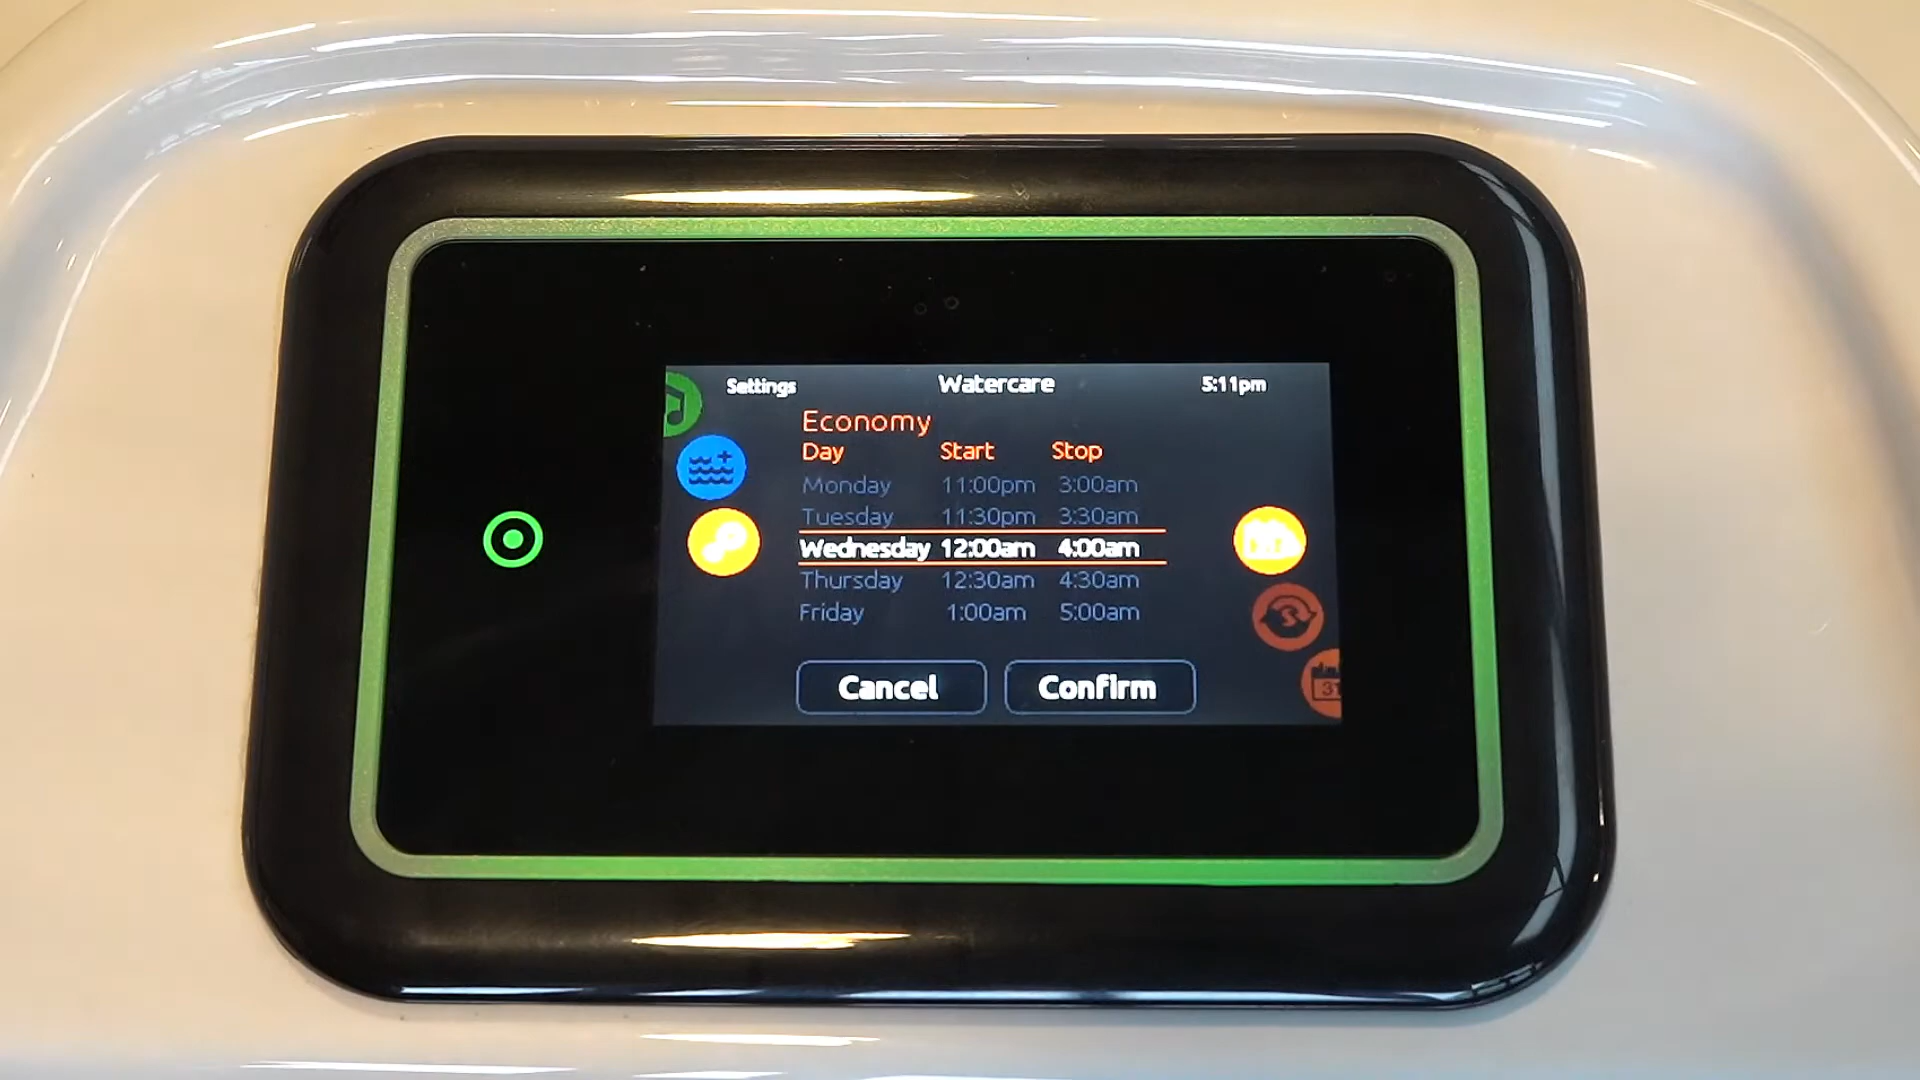 Settings Watercare 5:11pm
Economy
Day Start Stop
Monday 11:00pm 3:00am
Tuesday 11:30pm 3:30am
Wednesday 12:00am 4:00am
Thursday 12:30am 4:30am
Friday 1:00am 5:00am
31
Cancel Confirm